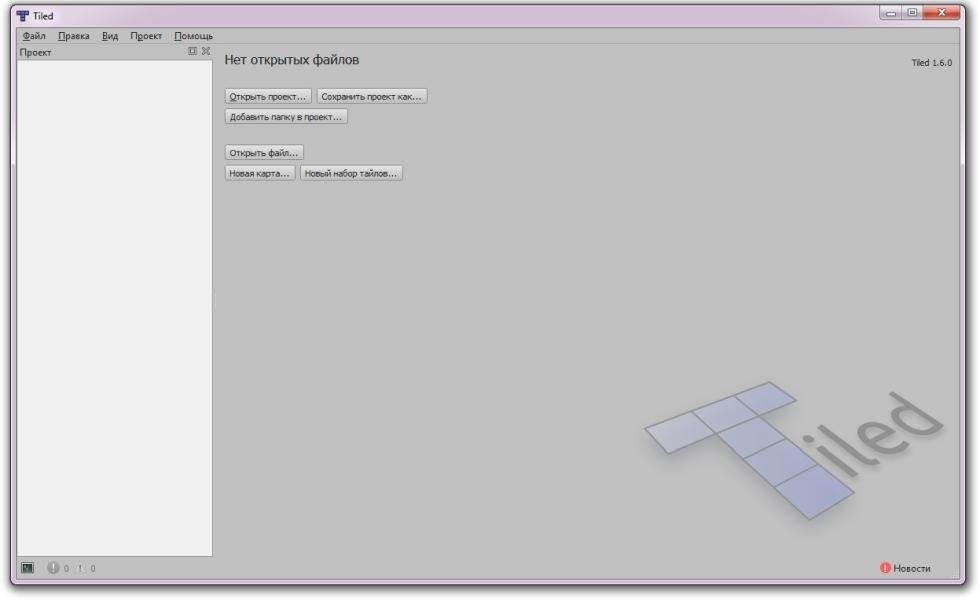 Tiled
Файл Правка Вид Проект Помощь
Проект
Нет открытых файлов
Tiled 1.6.0
Открыть проект... Сохранить проект как...
Добавить папку в проект...
Открыть файл...
Новая карта... Новый набор тайлов...
Tiled
0 0
Новости